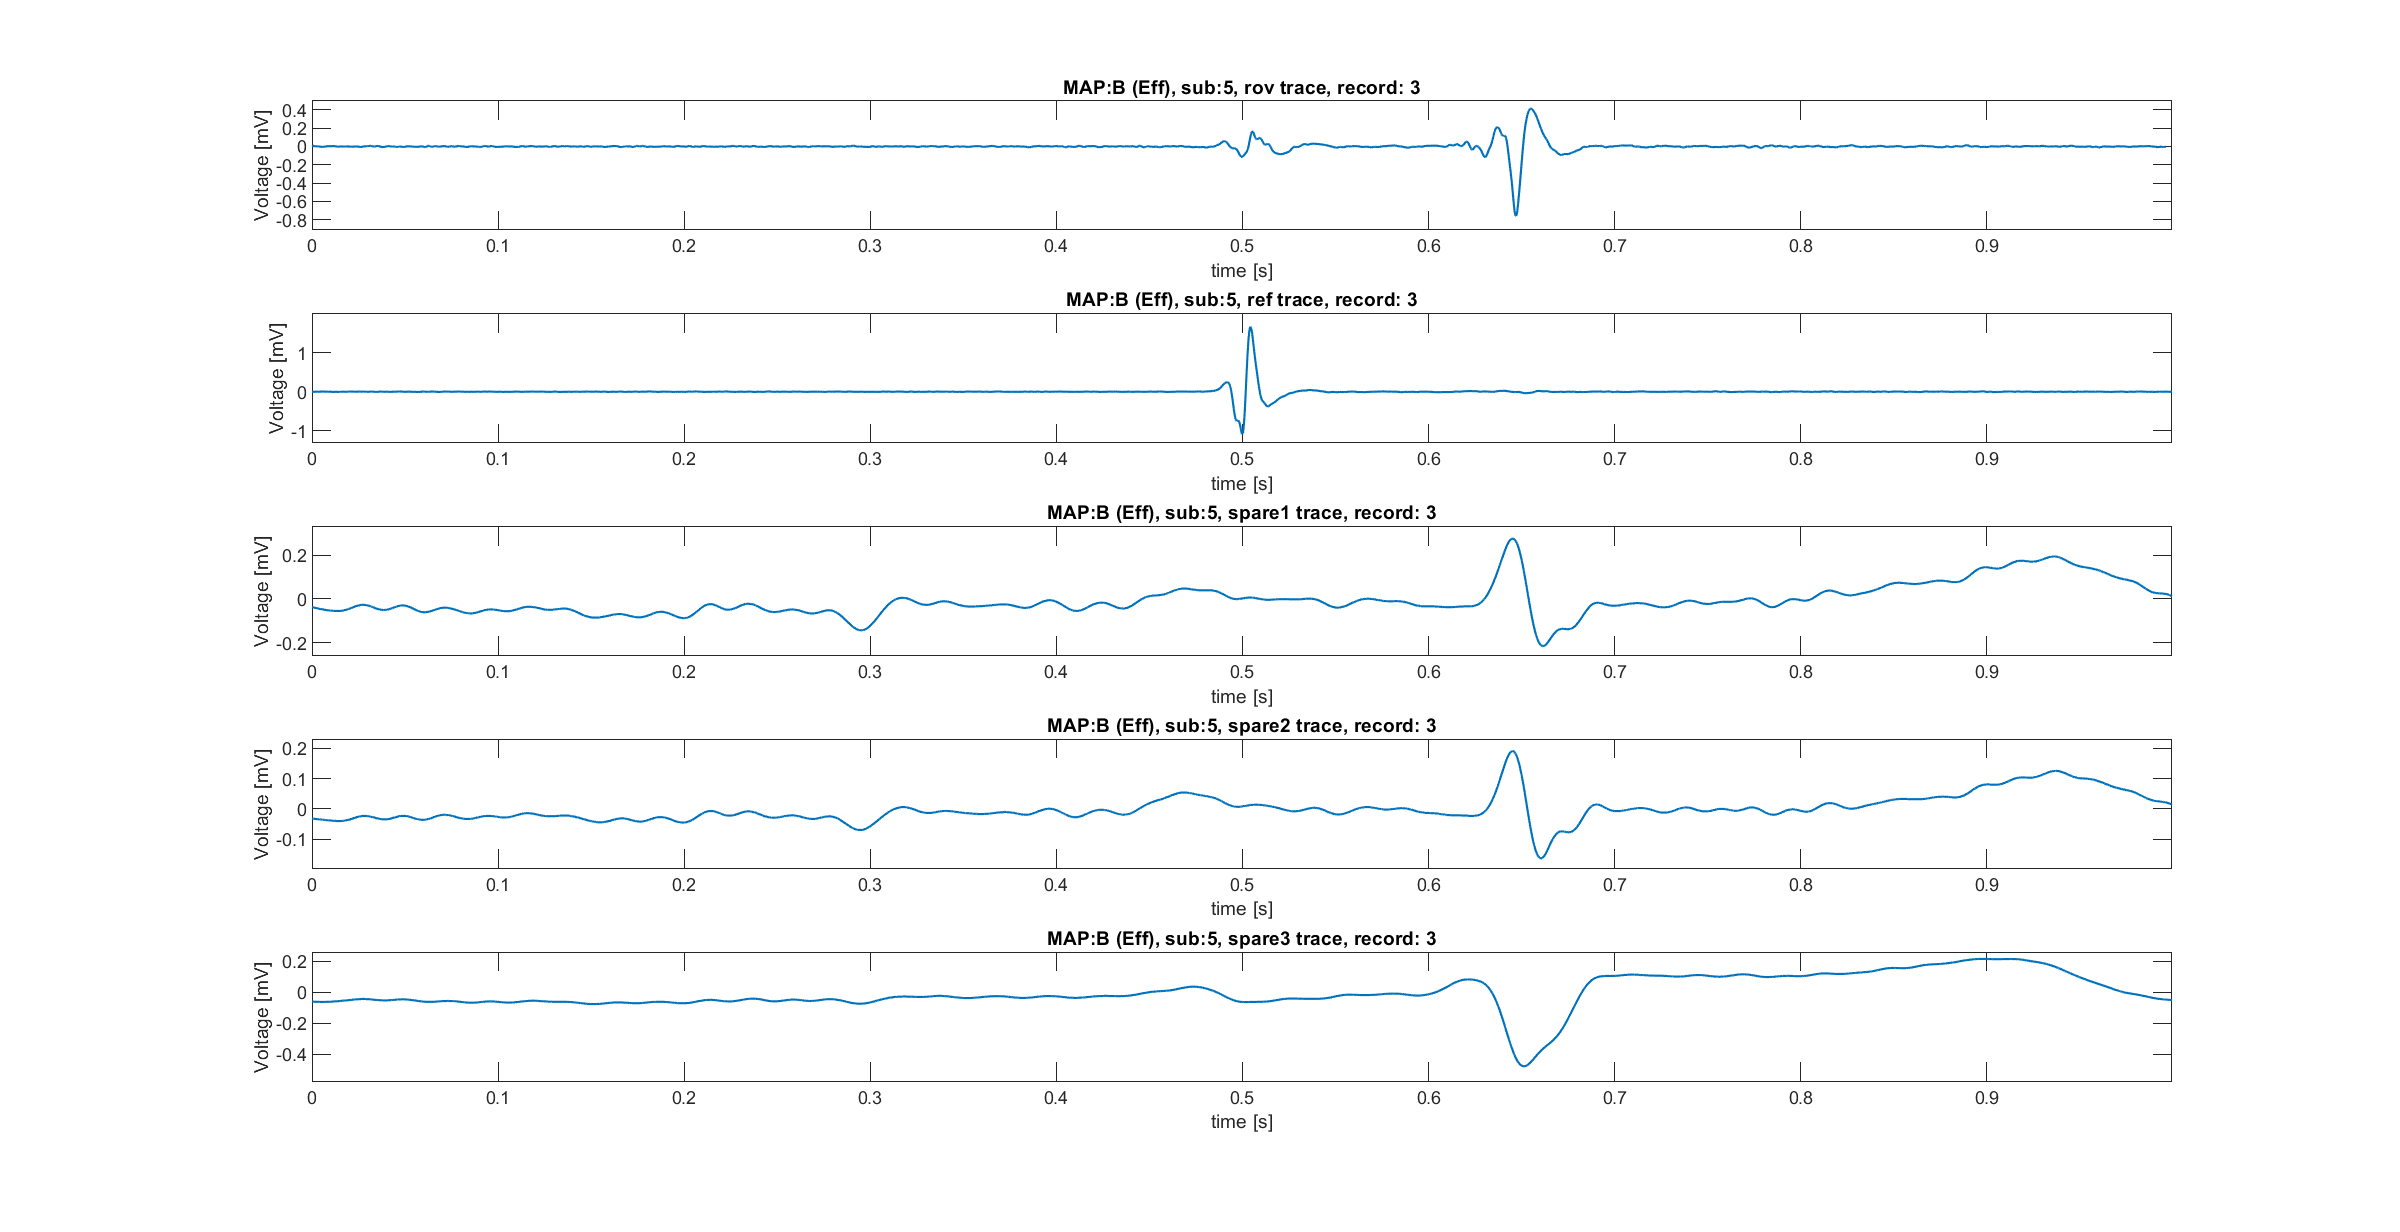 MAP:B (Eff), sub:5, rov trace, record: 3
0.4
0.2
0
-0.2
-0.4
-0.6
-0.8
Voltage [mV]
0 0.1 0.2 0.3 0.4 0.5 0.6 0.7 0.8 0.9
time [s]
MAP:B (Eff), sub:5, ref trace, record: 3
1
0
-1
Voltage [mV]
0 0.1 0.2 0.3 0.4 0.5 0.6 0.7 0.8 0.9
time [s]
MAP:B (Eff), sub:5, spare1 trace, record: 3
0.2
0
-0.2
Voltage [mV]
0 0.1 0.2 0.3 0.4 0.5 0.6 0.7 0.8 0.9
time [s]
MAP:B (Eff), sub:5, spare2 trace, record: 3
0.2
0.1
0
-0.1
Voltage [mV]
0 0.1 0.2 0.3 0.4 0.5 0.6 0.7 0.8 0.9
time [s]
MAP:B (Eff), sub:5, spare3 trace, record: 3
0.2
0
-0.2
-0.4
Voltage [mV]
0 0.1 0.2 0.3 0.4 0.5 0.6 0.7 0.8 0.9
time [s]